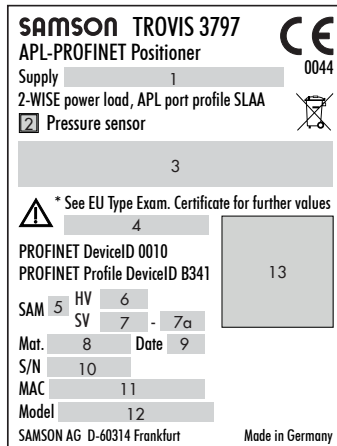 SAMSON TROVIS 3797
APL-PROFINET Positioner
CE
0044
Supply 1
2-WISE power load, APL port profile SLAA
2 Pressure sensor
3
* See EU Type Exam. Certificate for further values
4
PROFINET DeviceID 0010
PROFINET Profile DeviceID B341
13
SAM 5 HV 6
SV 7 - 7a
Mat. 8 Date 9
S/N 10
MAC 11
Model 12
SAMSON AG D-60314 Frankfurt Made in Germany